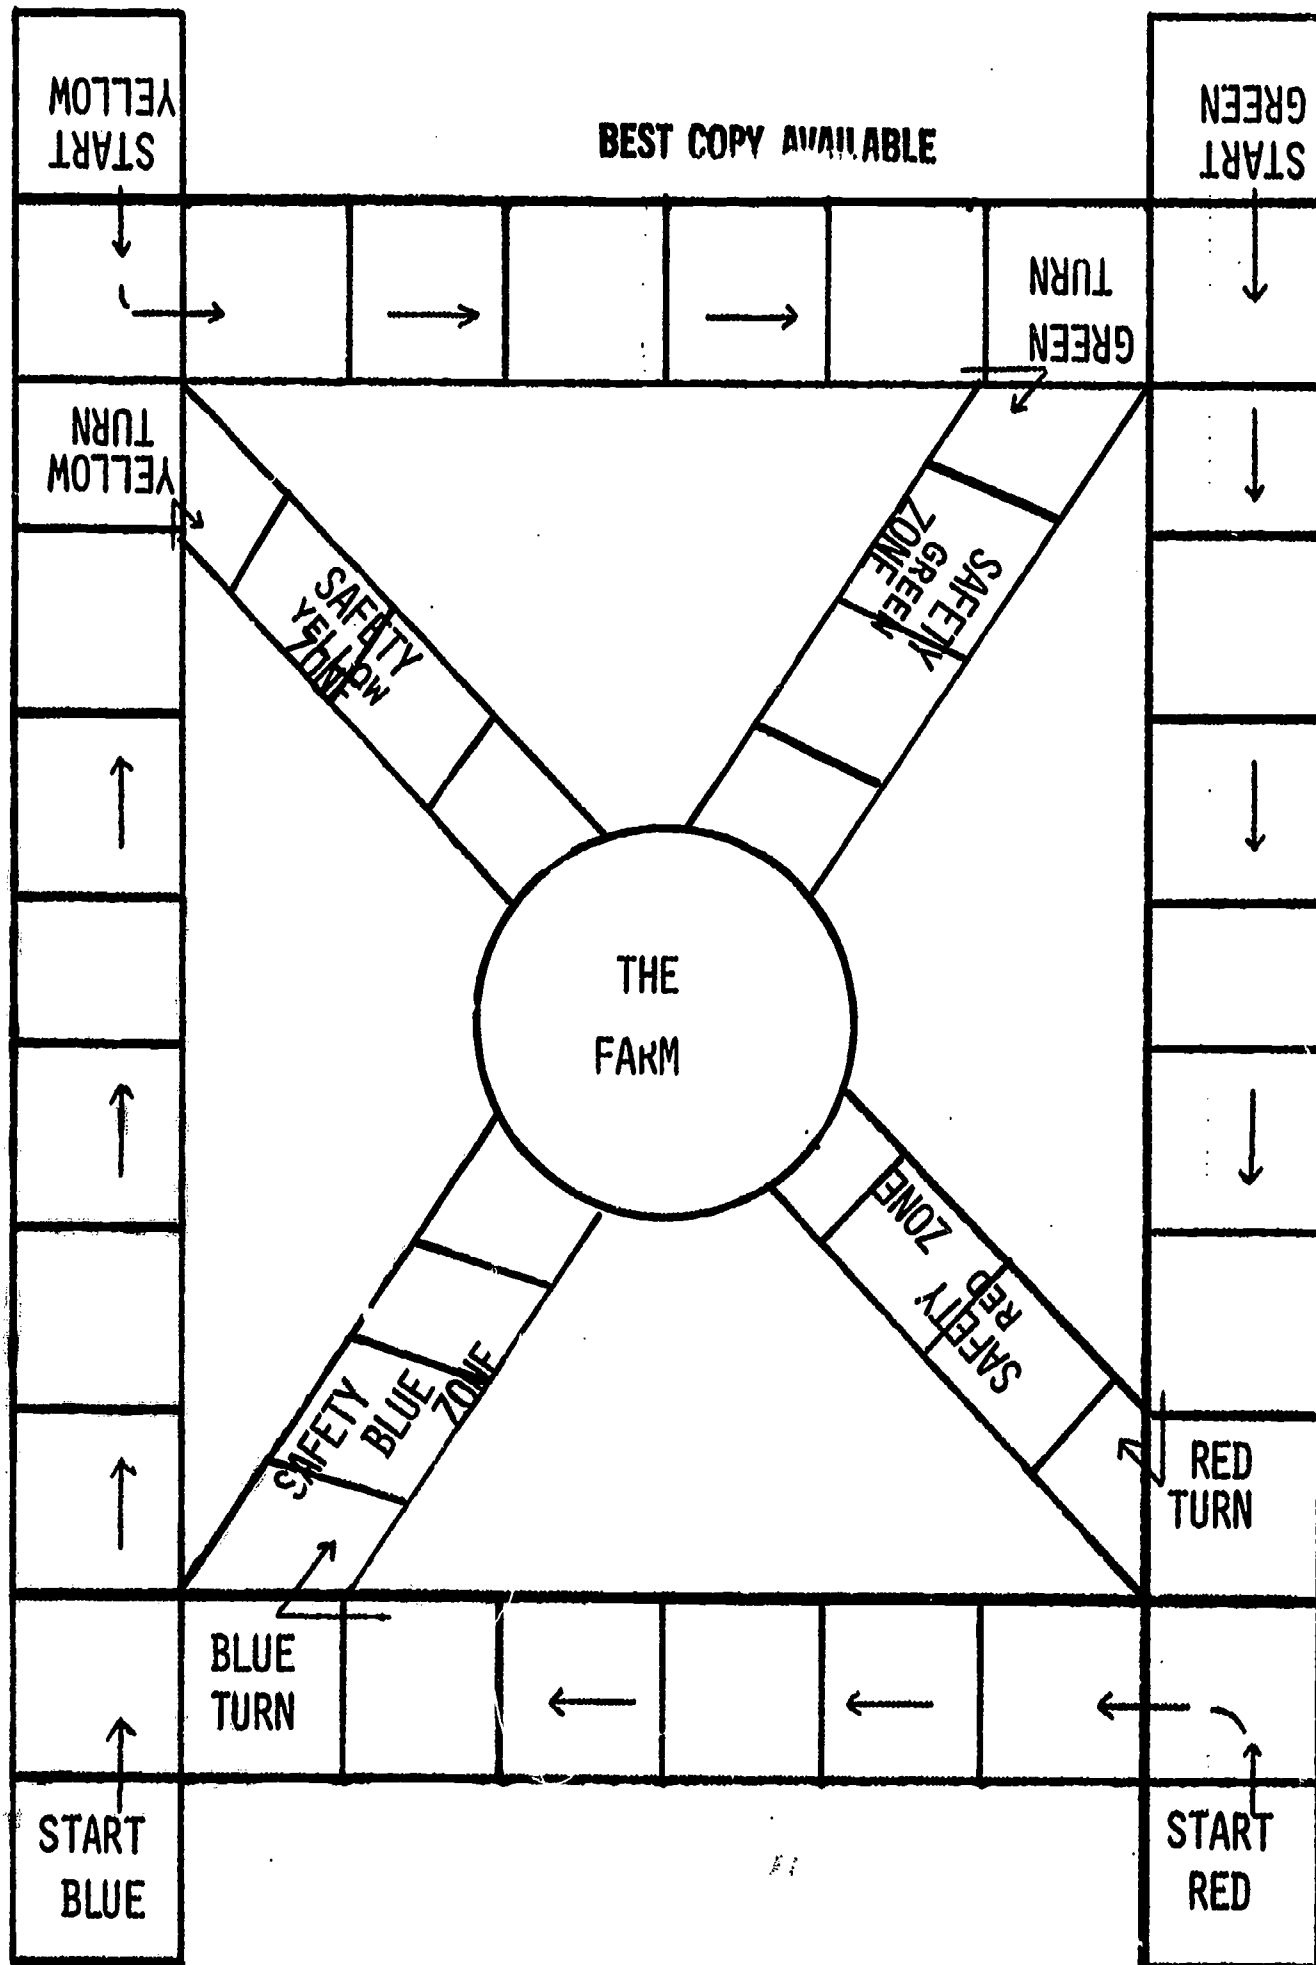 START
YELLOW
BEST COPY AVAILABLE
START
GREEN
GREEN
TURN
YELLOW
TURN
SAFETY
YELLOW
ZONE
SAFETY
GREEN
ZONE
THE
FARM
SAFETY
RED
ZONE
SAFETY
BLUE
ZONE
RED
TURN
BLUE
TURN
START
BLUE
START
RED